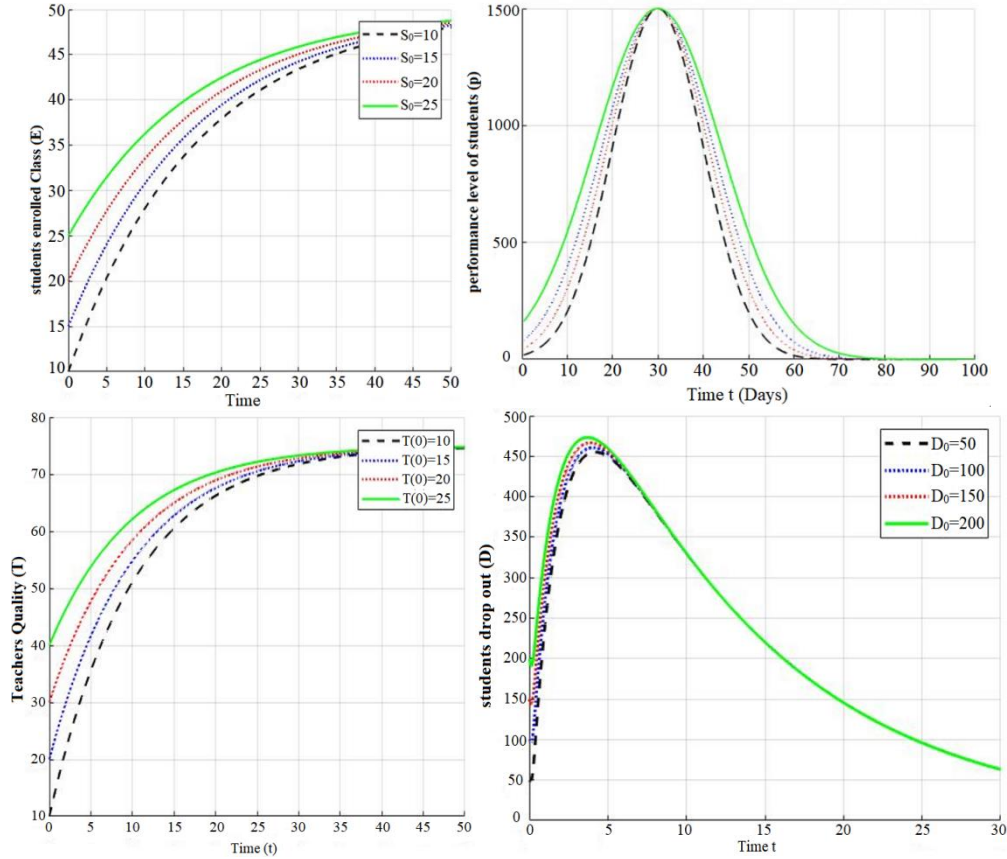 students enrolled Class (E)
50
45
40
35
30
25
20
15
10
0 5 10 15 20 25 30 35 40 45 50
Time
S₀=10
S₀=15
S₀=20
S₀=25
performance level of students (p)
1500
1000
500
0
0 10 20 30 40 50 60 70 80 90 100
Time t (Days)
Teachers Quality (T)
80
70
60
50
40
30
20
10
0 5 10 15 20 25 30 35 40 45 50
Time (t)
T(0)=10
T(0)=15
T(0)=20
T(0)=25
students drop out (D)
500
450
400
350
300
250
200
150
100
50
0
0 5 10 15 20 25 30
Time t
D₀=50
D₀=100
D₀=150
D₀=200